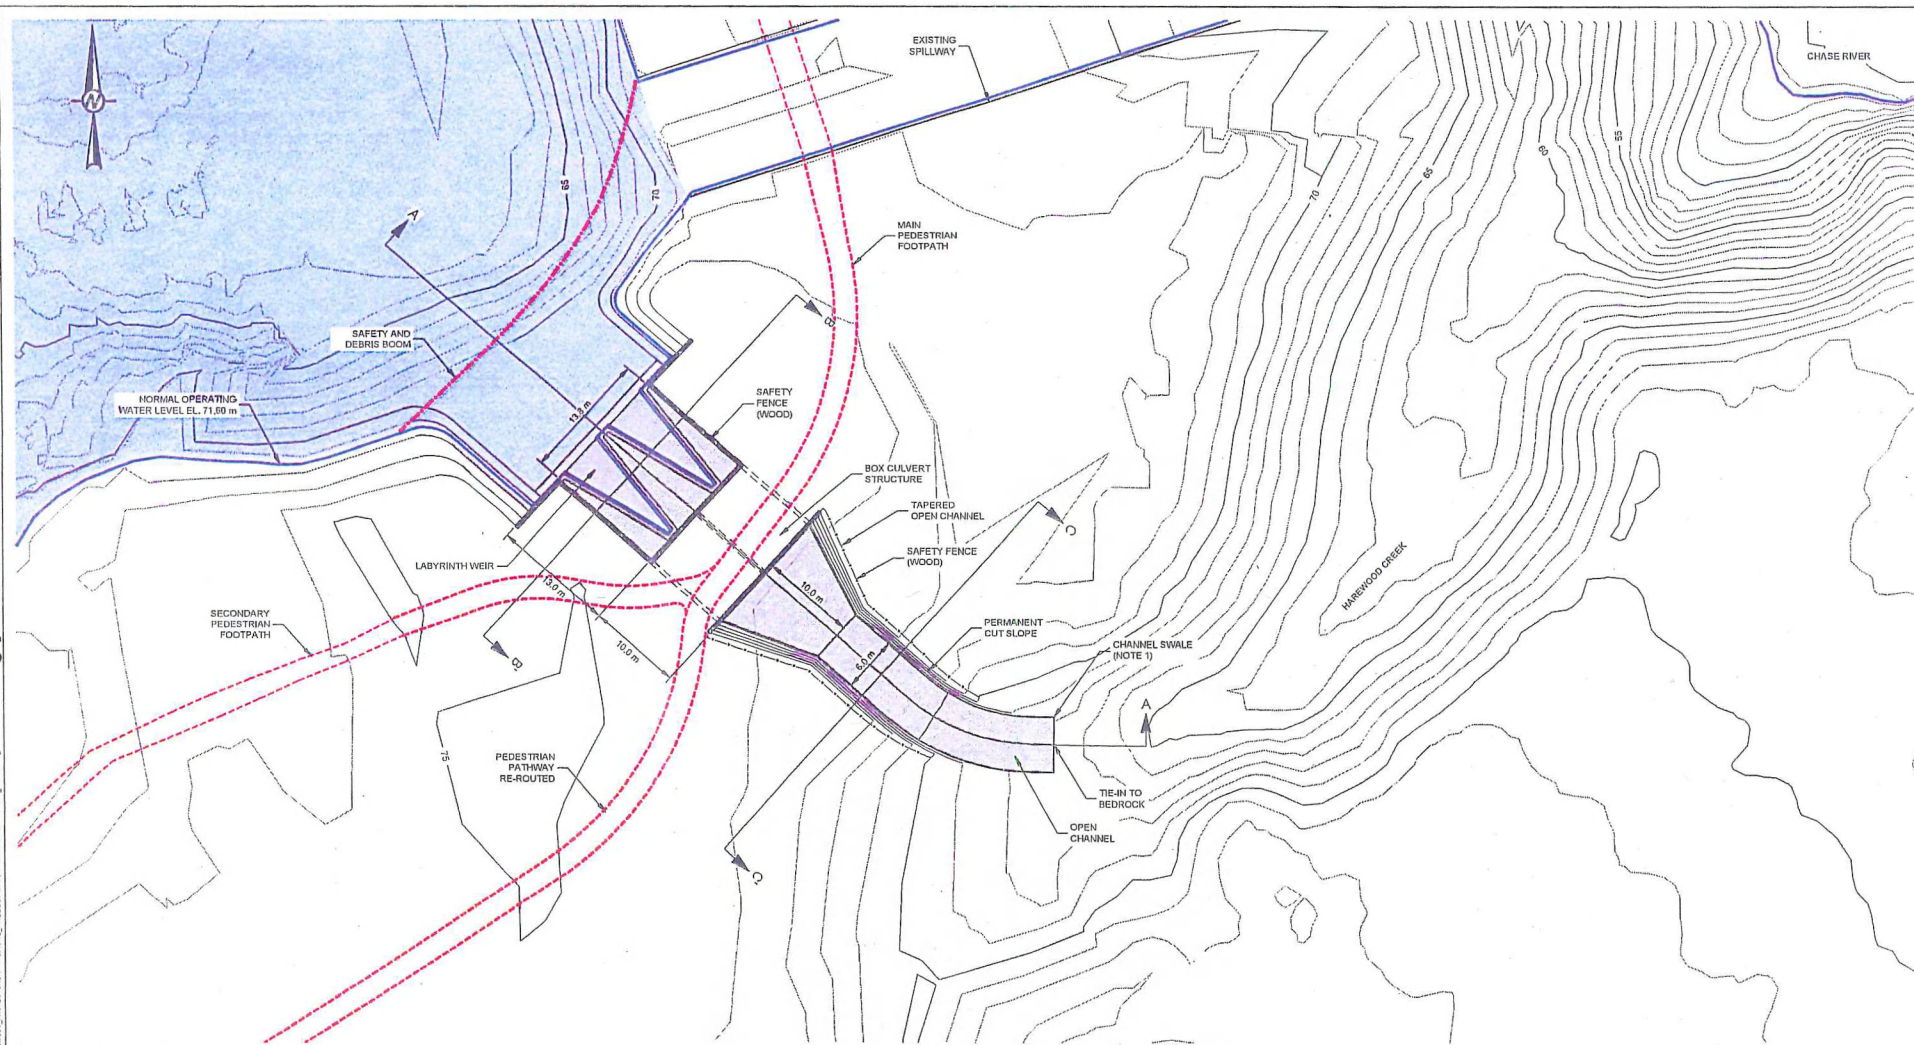 EXISTING
SPILLWAY
CHASE RIVER
N
55
60
65
65
70
70
A
MAIN
PEDESTRIAN
FOOTPATH
B
SAFETY AND
DEBRIS BOOM
NORMAL OPERATING
WATER LEVEL EL. 71.60 m
13.8 m
SAFETY
FENCE
(WOOD)
BOX CULVERT
STRUCTURE
TAPERED
OPEN CHANNEL
C
SAFETY FENCE
(WOOD)
LABYRINTH WEIR
13.0 m
10.0 m
HAREWOOD CREEK
SECONDARY
PEDESTRIAN
FOOTPATH
PERMANENT
CUT SLOPE
B
10.0 m
6.0 m
CHANNEL SWALE
(NOTE 1)
A
75
PEDESTRIAN
PATHWAY
RE-ROUTED
TIE-IN TO
BEDROCK
OPEN
CHANNEL
C